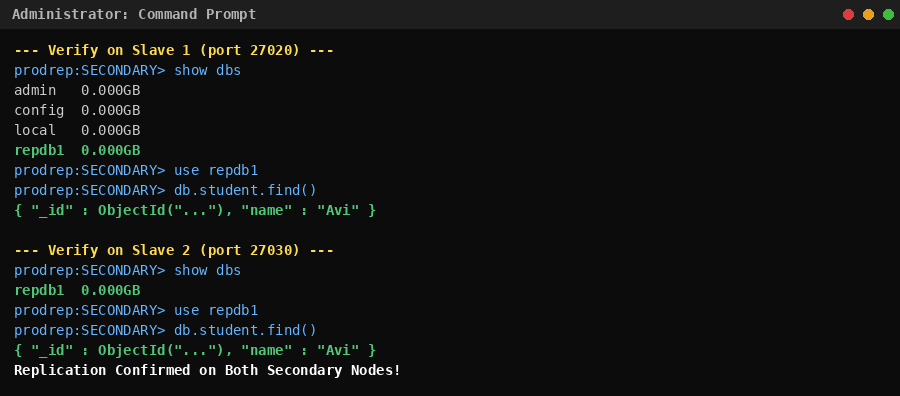 Administrator: Command Prompt
--- Verify on Slave 1 (port 27020) ---
prodrep:SECONDARY> show dbs
admin   0.000GB
config  0.000GB
local   0.000GB
repdb1  0.000GB
prodrep:SECONDARY> use repdb1
prodrep:SECONDARY> db.student.find()
{ "_id" : ObjectId("..."), "name" : "Avi" }
--- Verify on Slave 2 (port 27030) ---
prodrep:SECONDARY> show dbs
repdb1  0.000GB
prodrep:SECONDARY> use repdb1
prodrep:SECONDARY> db.student.find()
{ "_id" : ObjectId("..."), "name" : "Avi" }
Replication Confirmed on Both Secondary Nodes!